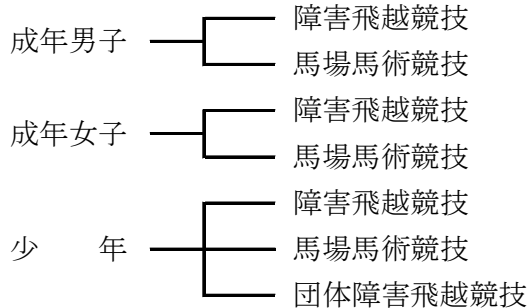 成年男子
障害飛越競技
馬場馬術競技
成年女子
障害飛越競技
馬場馬術競技
少　　年
障害飛越競技
馬場馬術競技
団体障害飛越競技